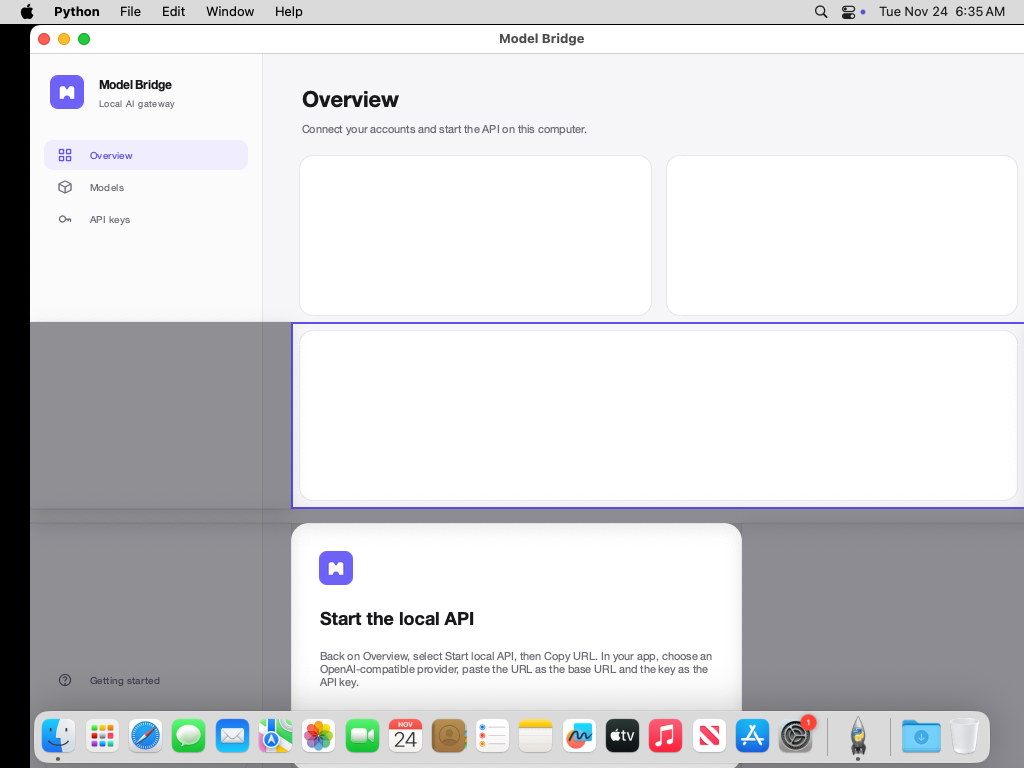 Python File Edit Window Help Tue Nov 24 6:35 AM
Model Bridge
Model Bridge
Local AI gateway
Overview
Models
API keys
Overview
Connect your accounts and start the API on this computer.
Start the local API
Back on Overview, select Start local API, then Copy URL. In your app, choose an
OpenAI-compatible provider, paste the URL as the base URL and the key as the
API key.
Getting started
NOV
24
tv
1